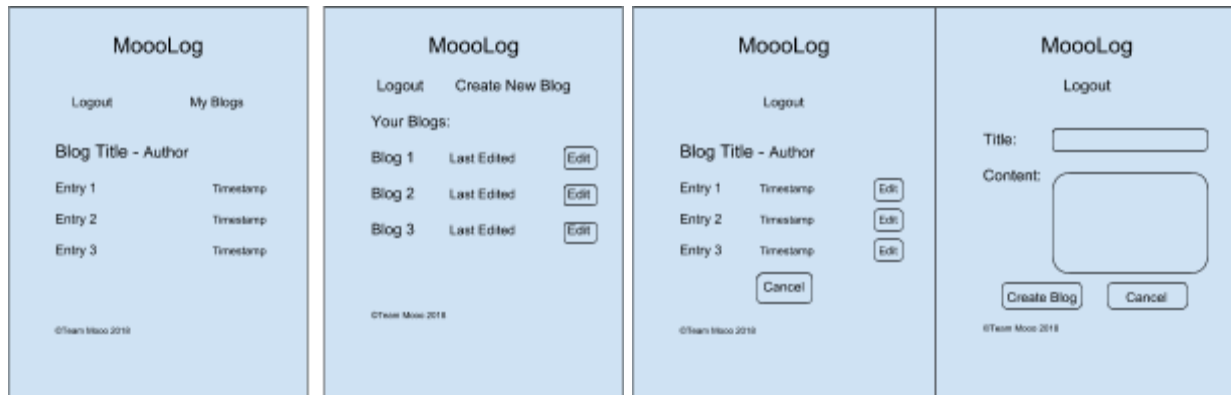 MoooLog
Logout My Blogs
Blog Title - Author
Entry 1 Timestamp
Entry 2 Timestamp
Entry 3 Timestamp
©Team Mooo 2018
MoooLog
Logout Create New Blog
Your Blogs:
Blog 1 Last Edited Edit
Blog 2 Last Edited Edit
Blog 3 Last Edited Edit
©Team Mooo 2018
MoooLog
Logout
Blog Title - Author
Entry 1 Timestamp Edit
Entry 2 Timestamp Edit
Entry 3 Timestamp Edit
Cancel
©Team Mooo 2018
MoooLog
Logout
Title:
Content:
Create Blog Cancel
©Team Mooo 2018